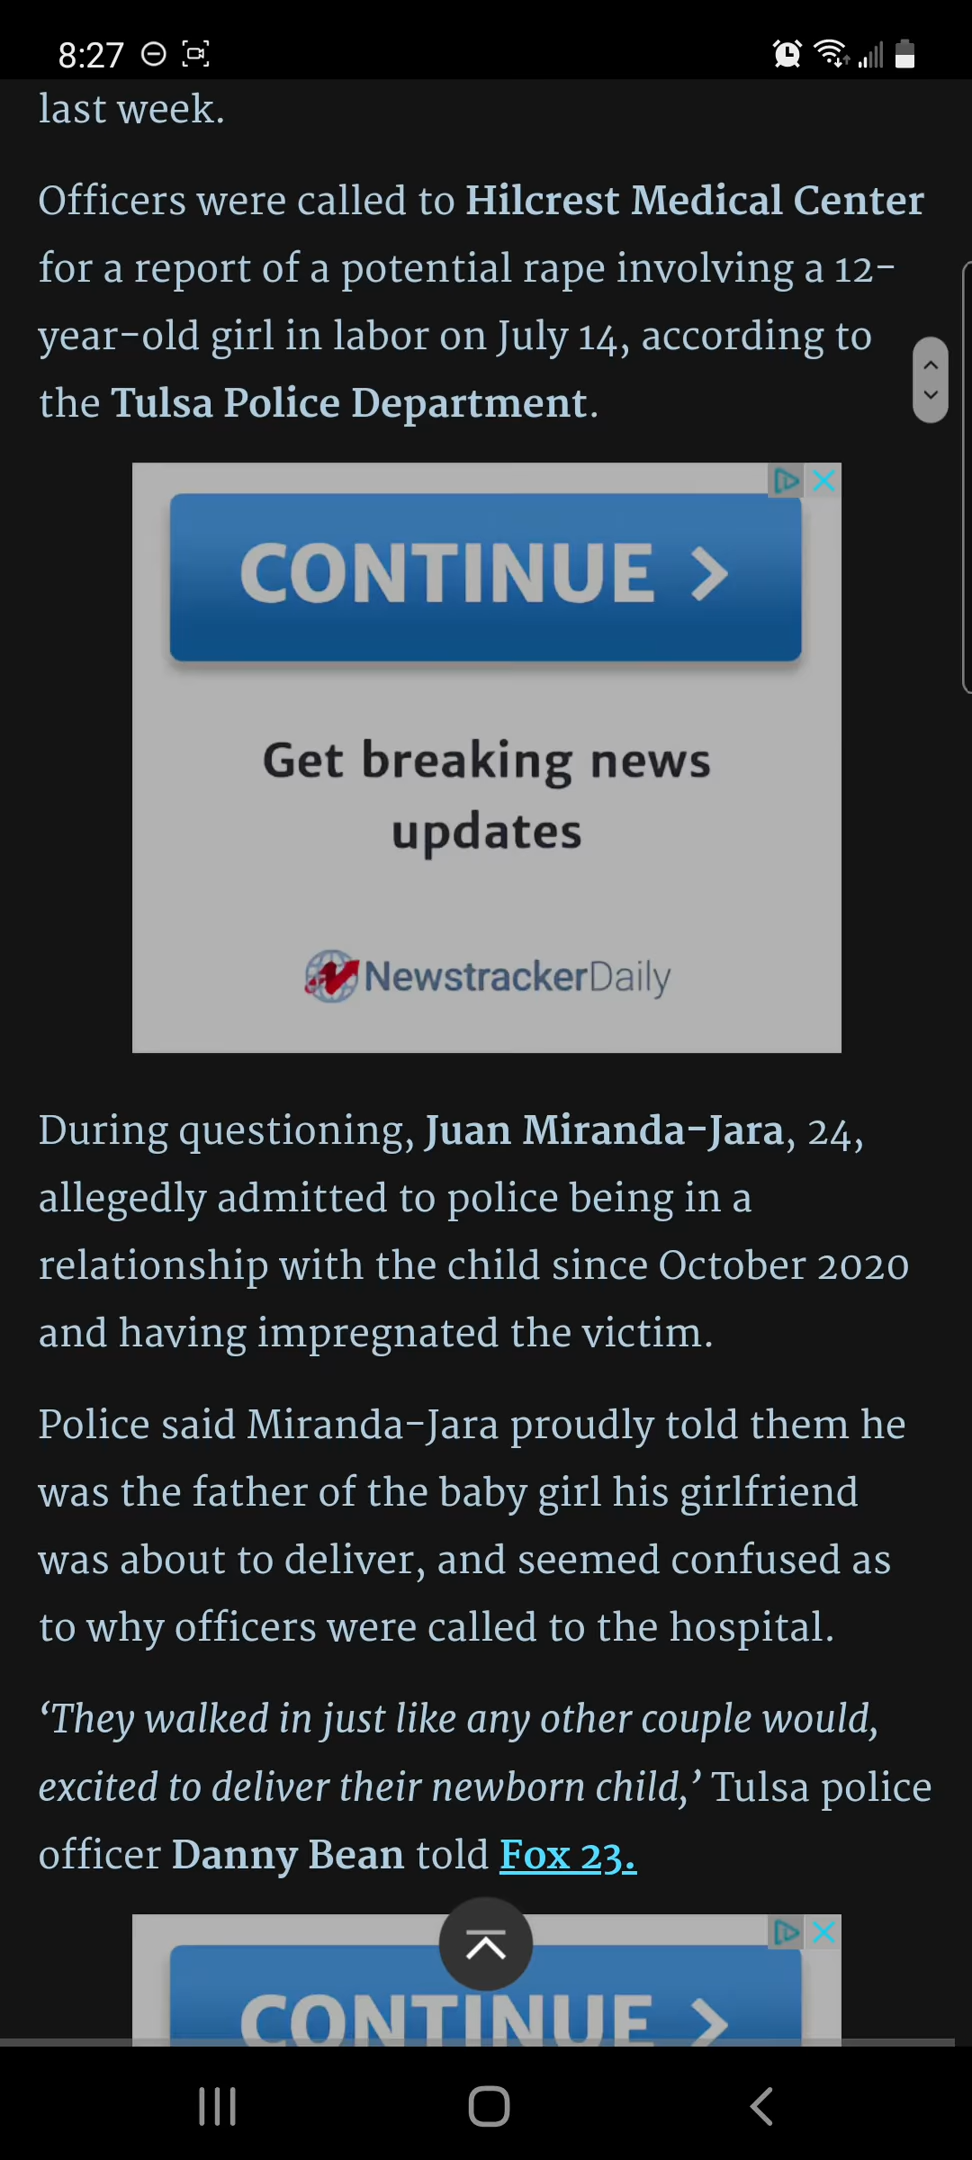 8:27
last week.
Officers were called to Hilcrest Medical Center
for a report of a potential rape involving a 12-
year-old girl in labor on July 14, according to
the Tulsa Police Department.
CONTINUE >
Get breaking news
updates
NewstrackerDaily
During questioning, Juan Miranda-Jara, 24,
allegedly admitted to police being in a
relationship with the child since October 2020
and having impregnated the victim.
Police said Miranda-Jara proudly told them he
was the father of the baby girl his girlfriend
was about to deliver, and seemed confused as
to why officers were called to the hospital.
‘They walked in just like any other couple would,
excited to deliver their newborn child,’ Tulsa police
officer Danny Bean told Fox 23.
CONTINUE >